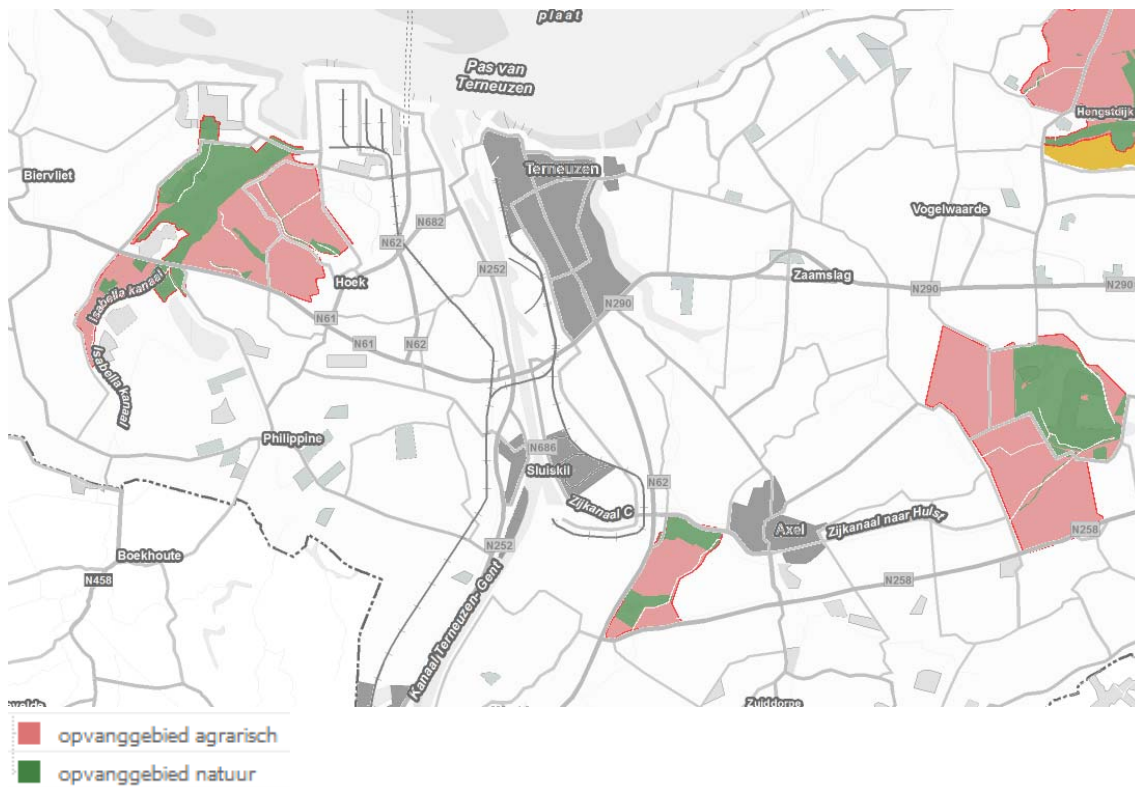 plaat
Pas van
Terneuzen
Hengstdijk
Terneuzen
Biervliet
Vogelwaarde
N682
N62
N252
Zaamslag
Hoek
N290
N290
N290
Isabella kanaal
N61
N61
N62
Isabella kanaal
Philippine
N686
Sluiskil
N62
Zijkanaal C
Axel
Zijkanaal naar Hulst
N258
N252
Boekhoute
N458
N258
Kanaal Terneuzen-Gent
Zuiddorpe
opvanggebied agrarisch
opvanggebied natuur